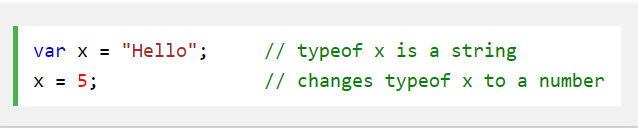 var x = "Hello";     // typeof x is a string
x = 5;               // changes typeof x to a number